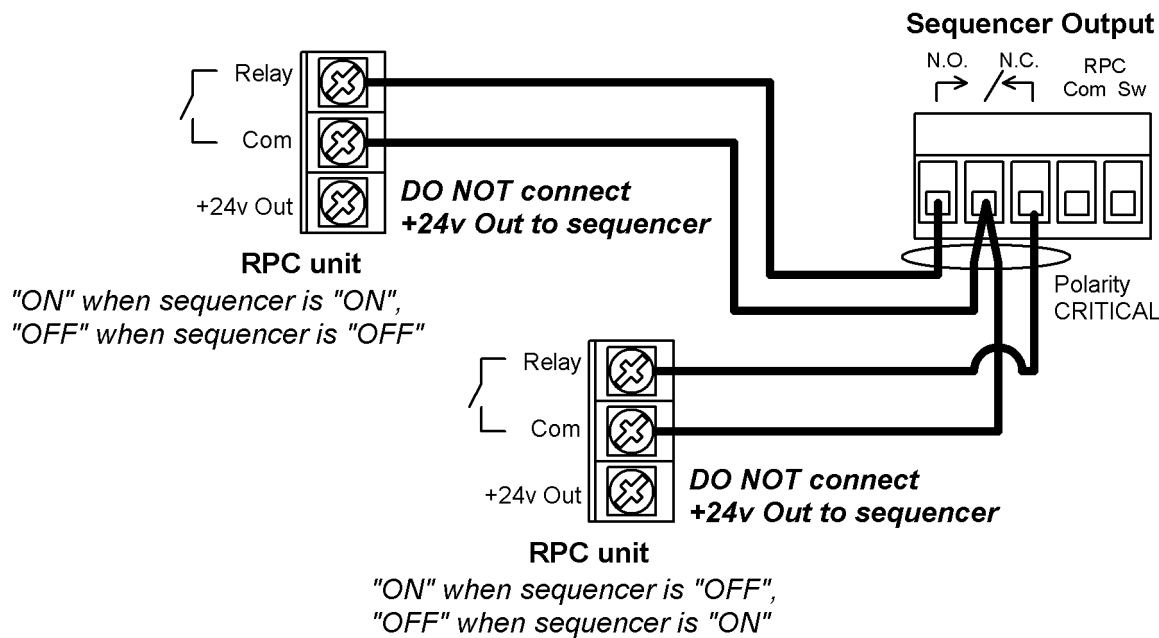 Sequencer Output
N.O. N.C. RPC
Com Sw
Relay
Com
+24v Out
DO NOT connect
+24v Out to sequencer
RPC unit
"ON" when sequencer is "ON",
"OFF" when sequencer is "OFF"
Polarity
CRITICAL
Relay
Com
+24v Out
DO NOT connect
+24v Out to sequencer
RPC unit
"ON" when sequencer is "OFF",
"OFF" when sequencer is "ON"